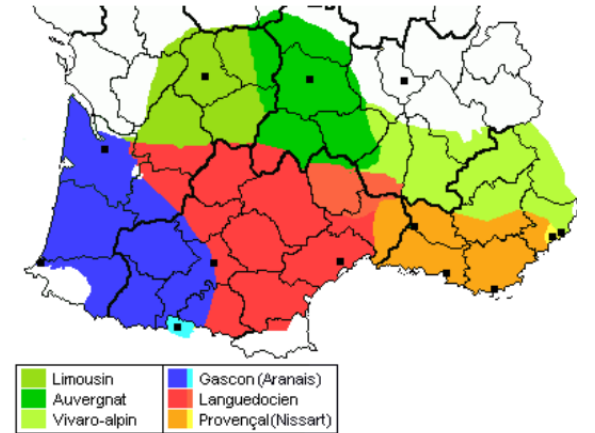 Limousin
Auvergnat
Vivaro-alpin
Gascon (Aranais)
Languedocien
Provençal(Nissart)